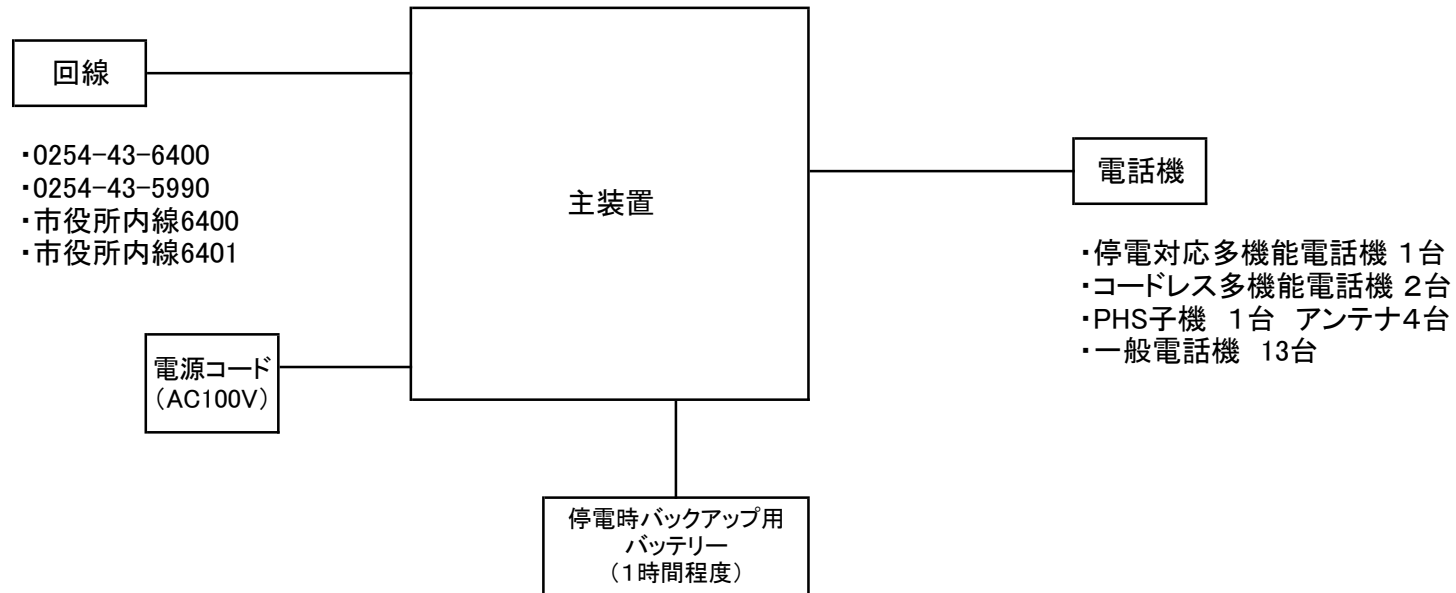 回線
・0254-43-6400
・0254-43-5990
・市役所内線6400
・市役所内線6401
主装置
電話機
・停電対応多機能電話機 １台
・コードレス多機能電話機 ２台
・PHS子機　１台　アンテナ４台
・一般電話機　13台
電源コード
（AC100V）
停電時バックアップ用
バッテリー
（１時間程度）